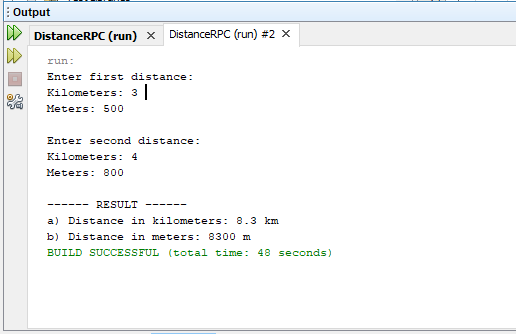 Output
DistanceRPC (run) × DistanceRPC (run) #2 ×
run:
Enter first distance:
Kilometers: 3
Meters: 500
Enter second distance:
Kilometers: 4
Meters: 800
------ RESULT ------
a) Distance in kilometers: 8.3 km
b) Distance in meters: 8300 m
BUILD SUCCESSFUL (total time: 48 seconds)